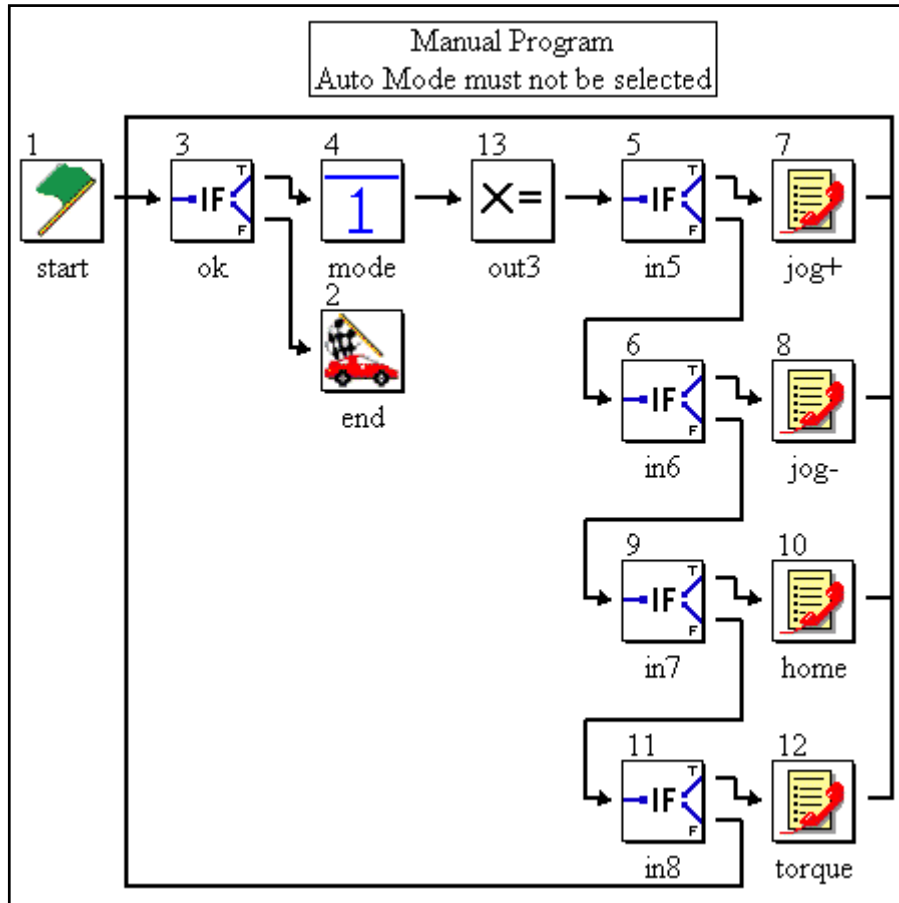 Manual Program
Auto Mode must not be selected
1 3 4 13 5 7
IF T F 1 X= IF T F
start ok mode out3 in5 jog+
2 6 8
IF T F
end in6 jog-
9 10
IF T F
in7 home
11 12
IF T F
in8 torque